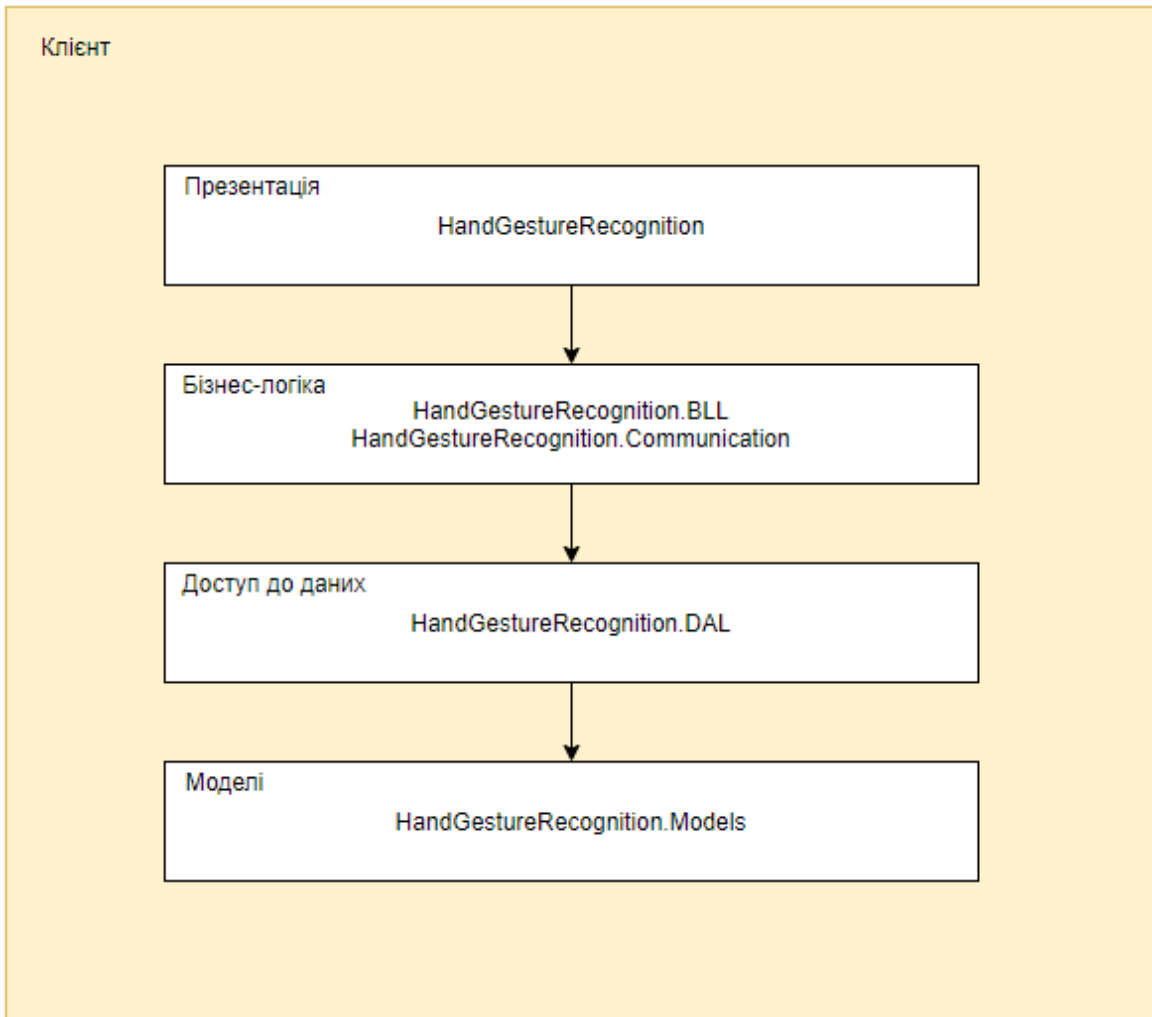 Клієнт
Презентація
HandGestureRecognition
Бізнес-логіка
HandGestureRecognition.BLL
HandGestureRecognition.Communication
Доступ до даних
HandGestureRecognition.DAL
Моделі
HandGestureRecognition.Models